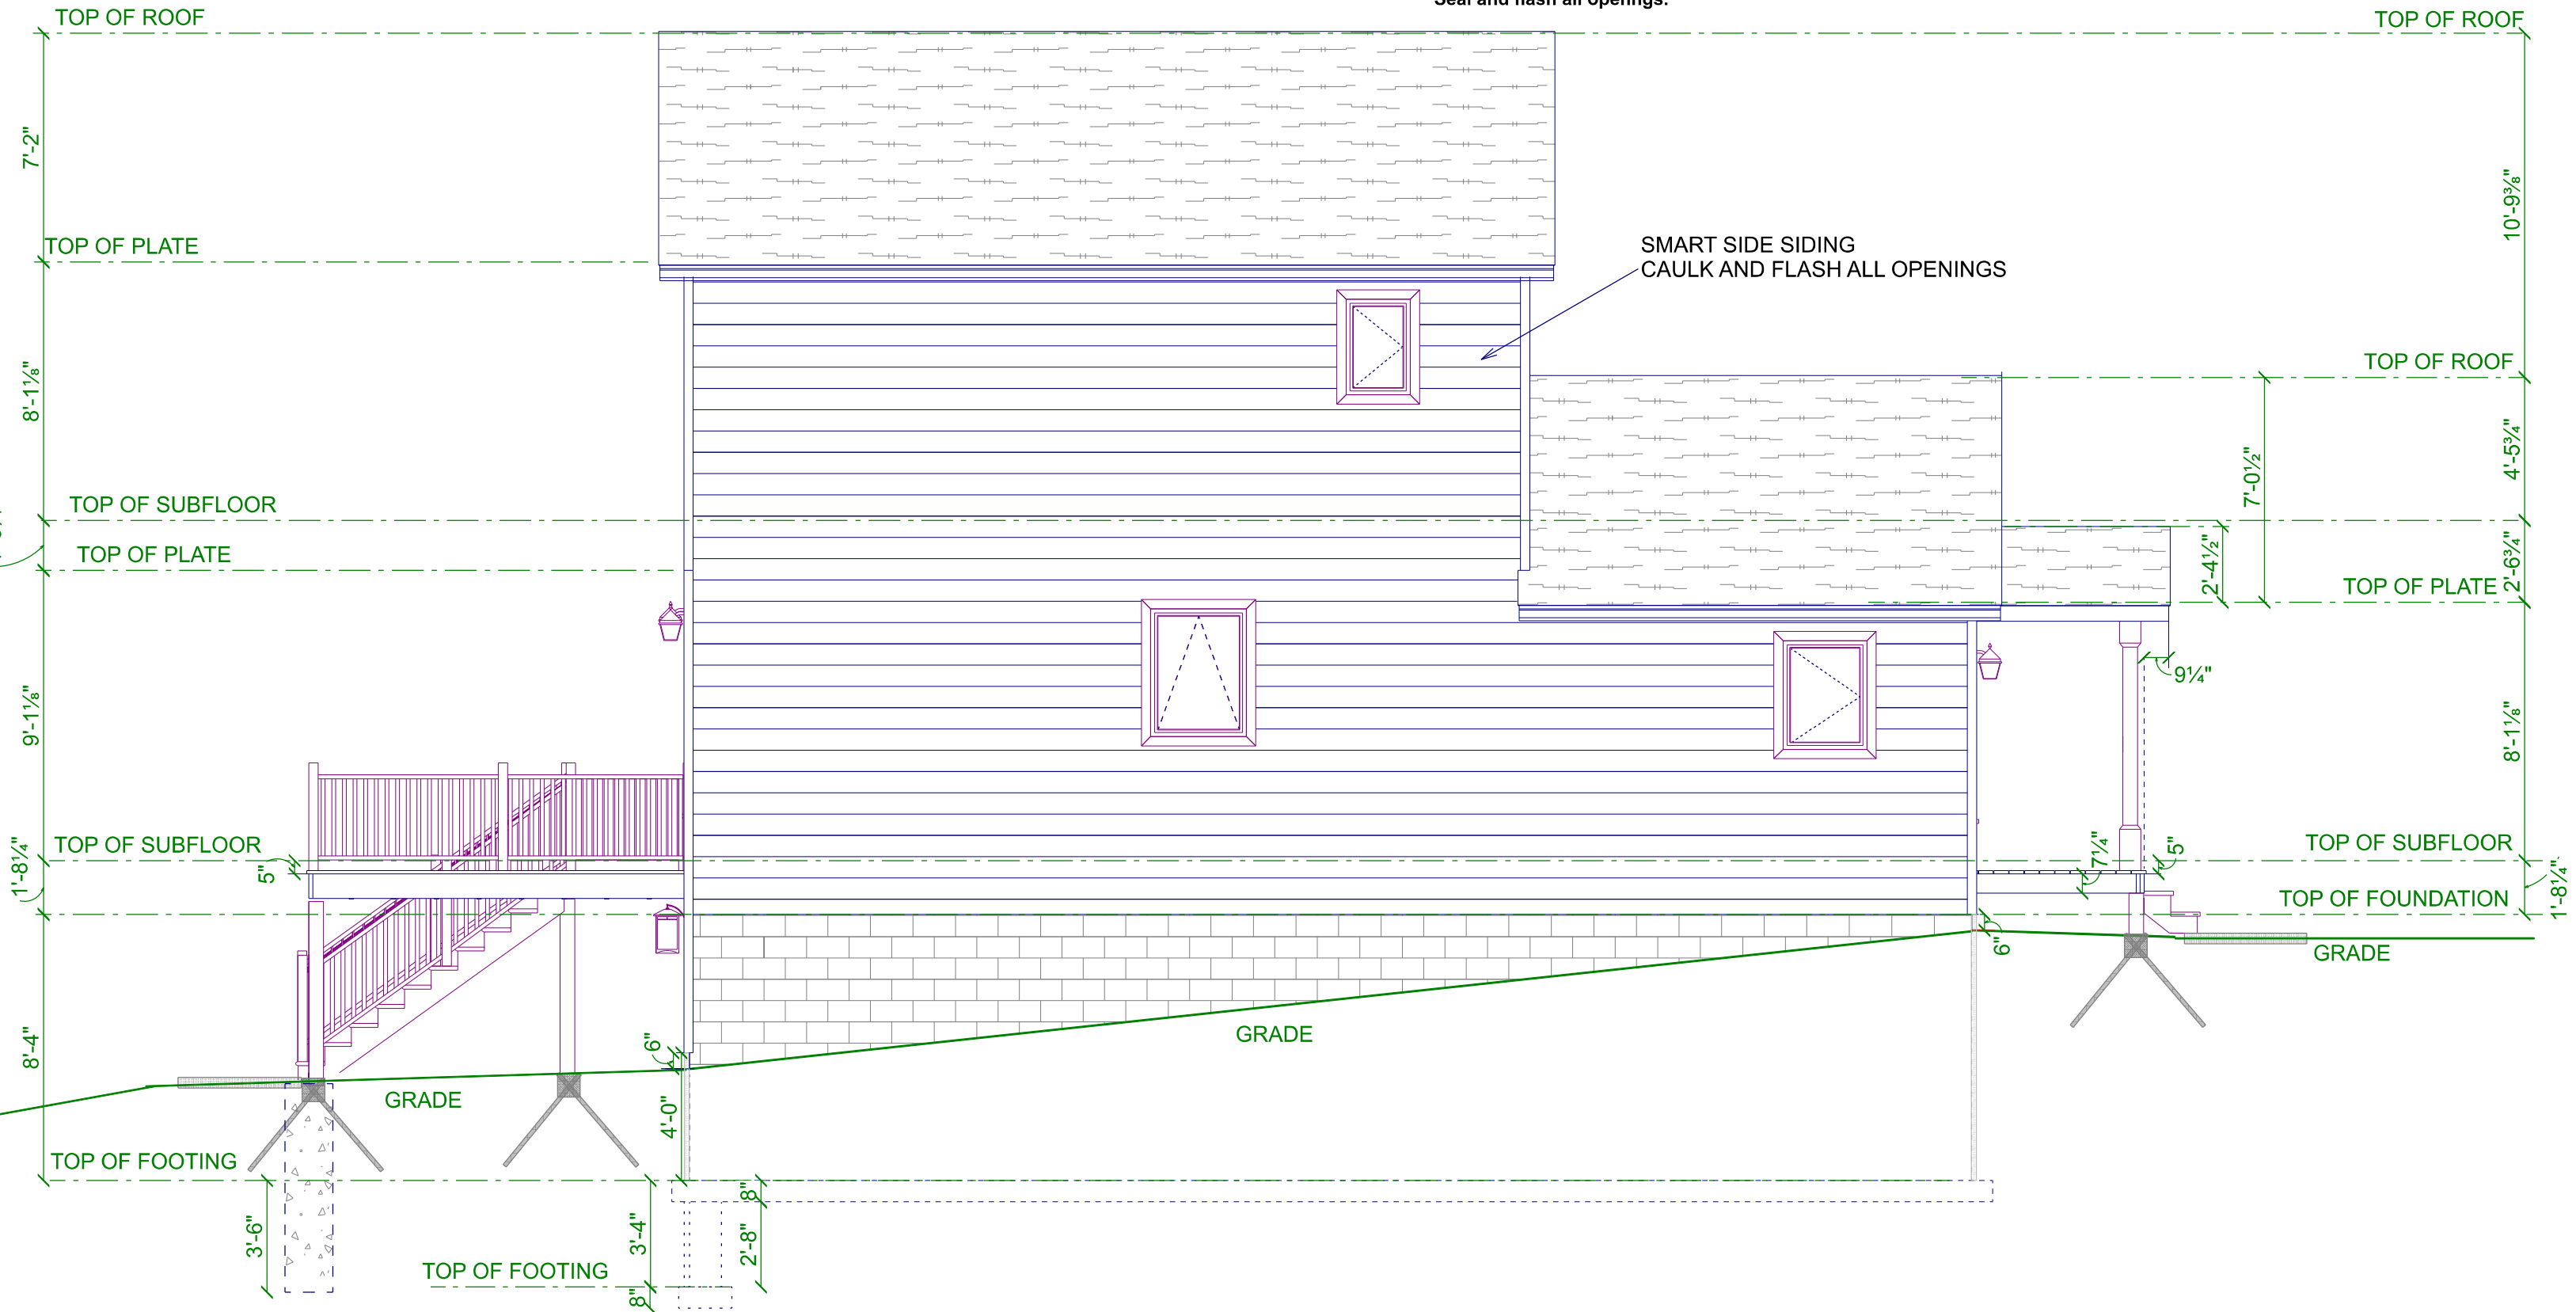 Seal and flash all openings.
TOP OF ROOF
TOP OF ROOF
7'-2"
10'-9⅜"
TOP OF PLATE
SMART SIDE SIDING
CAULK AND FLASH ALL OPENINGS
8'-1⅛"
TOP OF ROOF
4'-5¾"
7'-0½"
TOP OF SUBFLOOR
TOP OF PLATE
2'-4½"
2'-6¾"
TOP OF PLATE
9¼"
9'-1⅛"
8'-1⅛"
TOP OF SUBFLOOR
5"
1'-8¼"
7¼"
5"
TOP OF SUBFLOOR
TOP OF FOUNDATION
1'-8¼"
6"
GRADE
GRADE
8'-4"
6"
GRADE
4'-0"
TOP OF FOOTING
8"
3'-6"
3'-4"
2'-8"
TOP OF FOOTING
8"